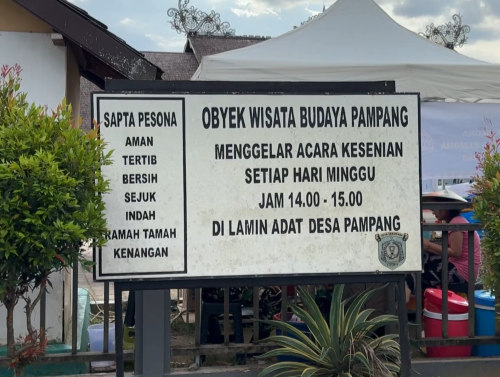 SAPTA PESONA
AMAN
TERTIB
BERSIH
SEJUK
INDAH
RAMAH TAMAH
KENANGAN
OBYEK WISATA BUDAYA PAMPANG
MENGGELAR ACARA KESENIAN
SETIAP HARI MINGGU
JAM 14.00 - 15.00
DI LAMIN ADAT DESA PAMPANG